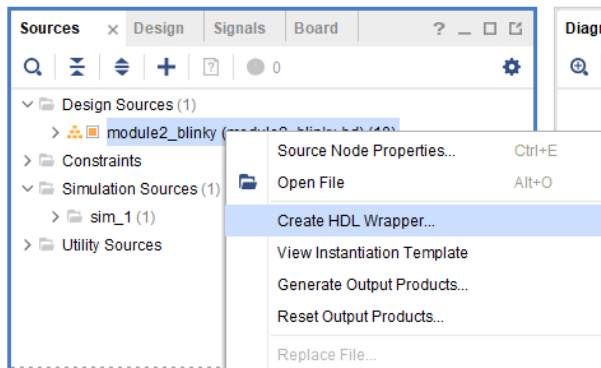 Sources × Design Signals Board ? _
0
Diag
Design Sources (1)
module2_blinky (
Source Node Properties... Ctrl+E
Constraints
Open File Alt+O
Simulation Sources (1)
sim_1 (1)
Create HDL Wrapper...
Utility Sources
View Instantiation Template
Generate Output Products...
Reset Output Products...
Replace File...